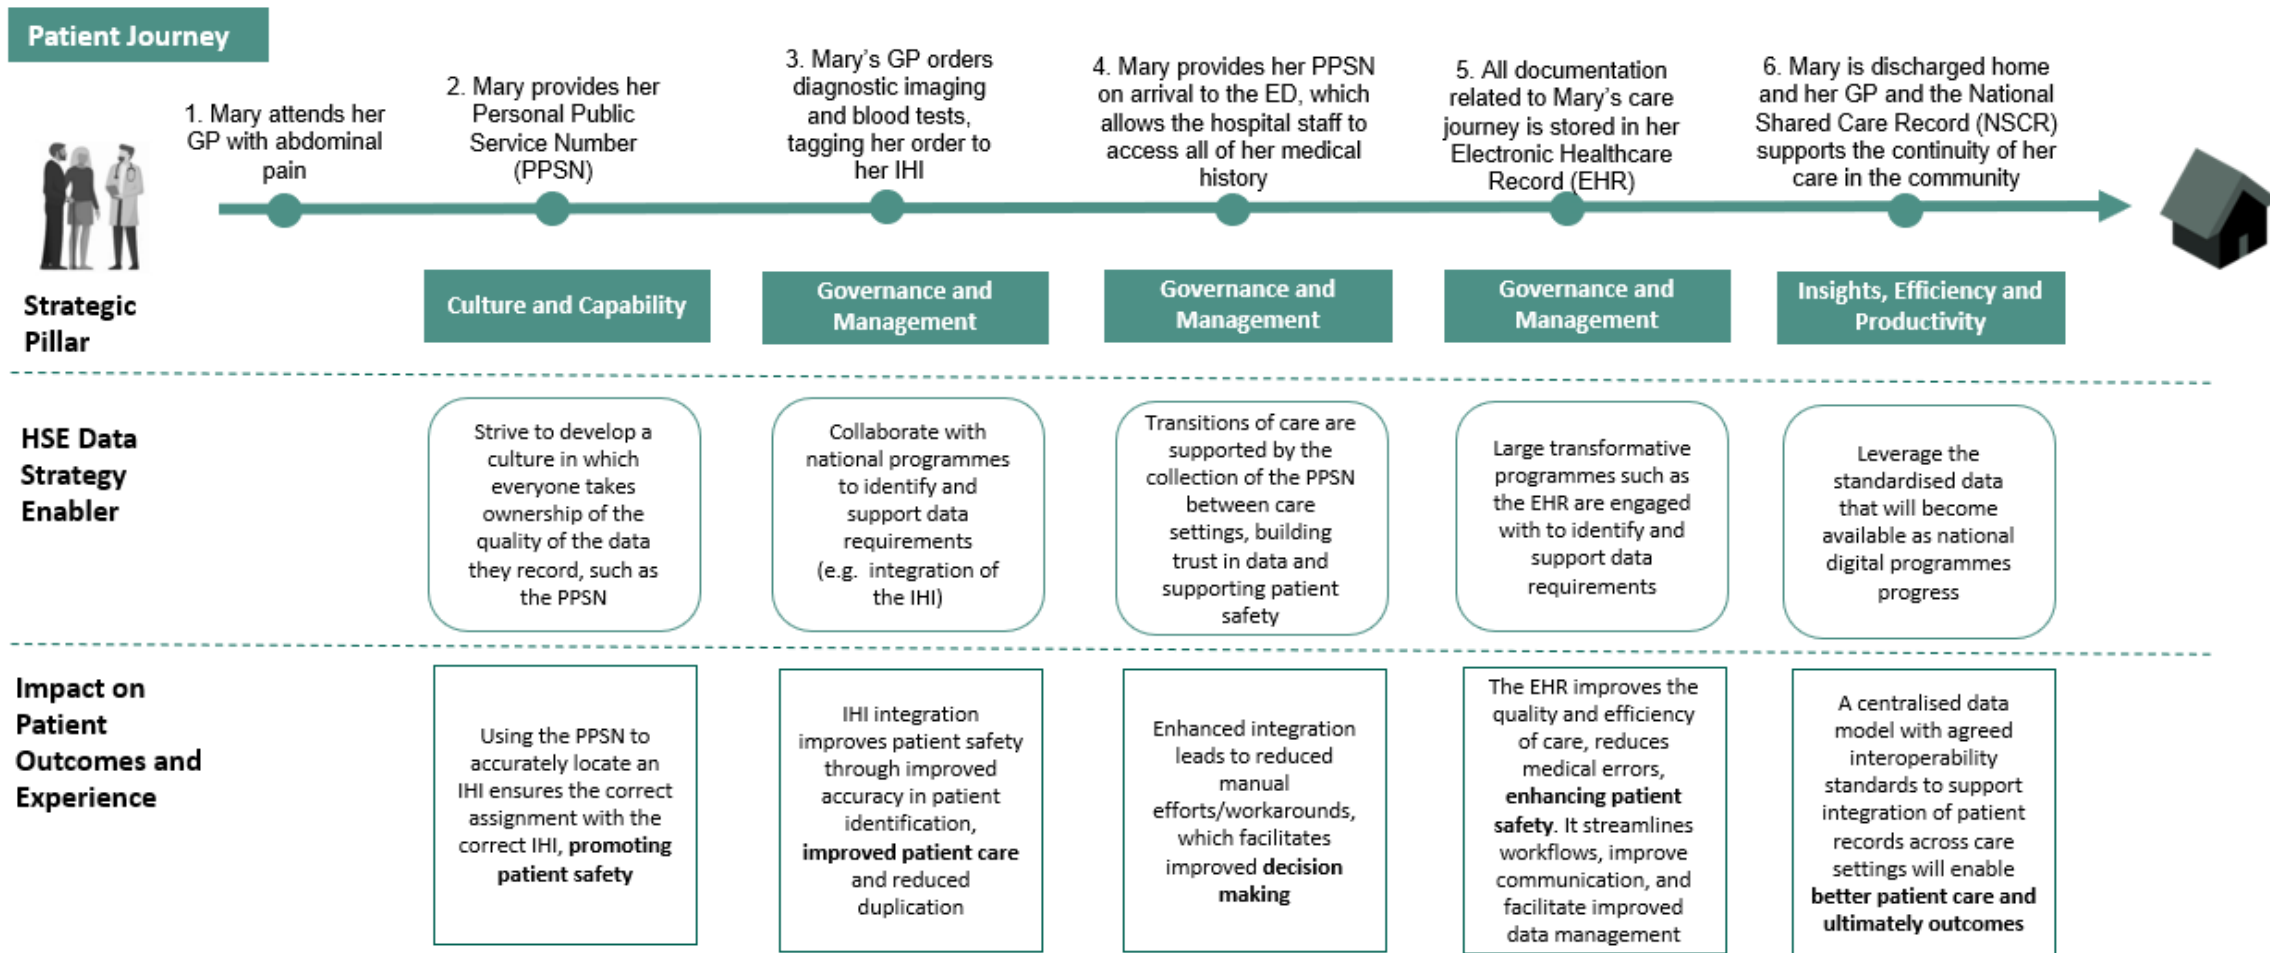 Patient Journey
1. Mary attends her
GP with abdominal
pain
2. Mary provides her
Personal Public
Service Number
(PPSN)
3. Mary's GP orders
diagnostic imaging
and blood tests,
tagging her order to
her IHI
4. Mary provides her PPSN
on arrival to the ED, which
allows the hospital staff to
access all of her medical
history
5. All documentation
related to Mary's care
journey is stored in her
Electronic Healthcare
Record (EHR)
6. Mary is discharged home
and her GP and the National
Shared Care Record (NSCR)
supports the continuity of her
care in the community
Strategic
Pillar
Culture and Capability
Governance and
Management
Governance and
Management
Governance and
Management
Insights, Efficiency and
Productivity
HSE Data
Strategy
Enabler
Strive to develop a
culture in which
everyone takes
ownership of the
quality of the data
they record, such as
the PPSN
Collaborate with
national programmes
to identify and
support data
requirements
(e.g. integration of
the IHI)
Transitions of care are
supported by the
collection of the PPSN
between care
settings, building
trust in data and
supporting patient
safety
Large transformative
programmes such as
the EHR are engaged
with to identify and
support data
requirements
Leverage the
standardised data
that will become
available as national
digital programmes
progress
Impact on
Patient
Outcomes and
Experience
Using the PPSN to
accurately locate an
IHI ensures the correct
assignment with the
correct IHI, promoting
patient safety
IHI integration
improves patient safety
through improved
accuracy in patient
identification,
improved patient care
and reduced
duplication
Enhanced integration
leads to reduced
manual
efforts/workarounds,
which facilitates
improved decision
making
The EHR improves the
quality and efficiency
of care, reduces
medical errors,
enhancing patient
safety. It streamlines
workflows, improve
communication, and
facilitate improved
data management
A centralised data
model with agreed
interoperability
standards to support
integration of patient
records across care
settings will enable
better patient care and
ultimately outcomes